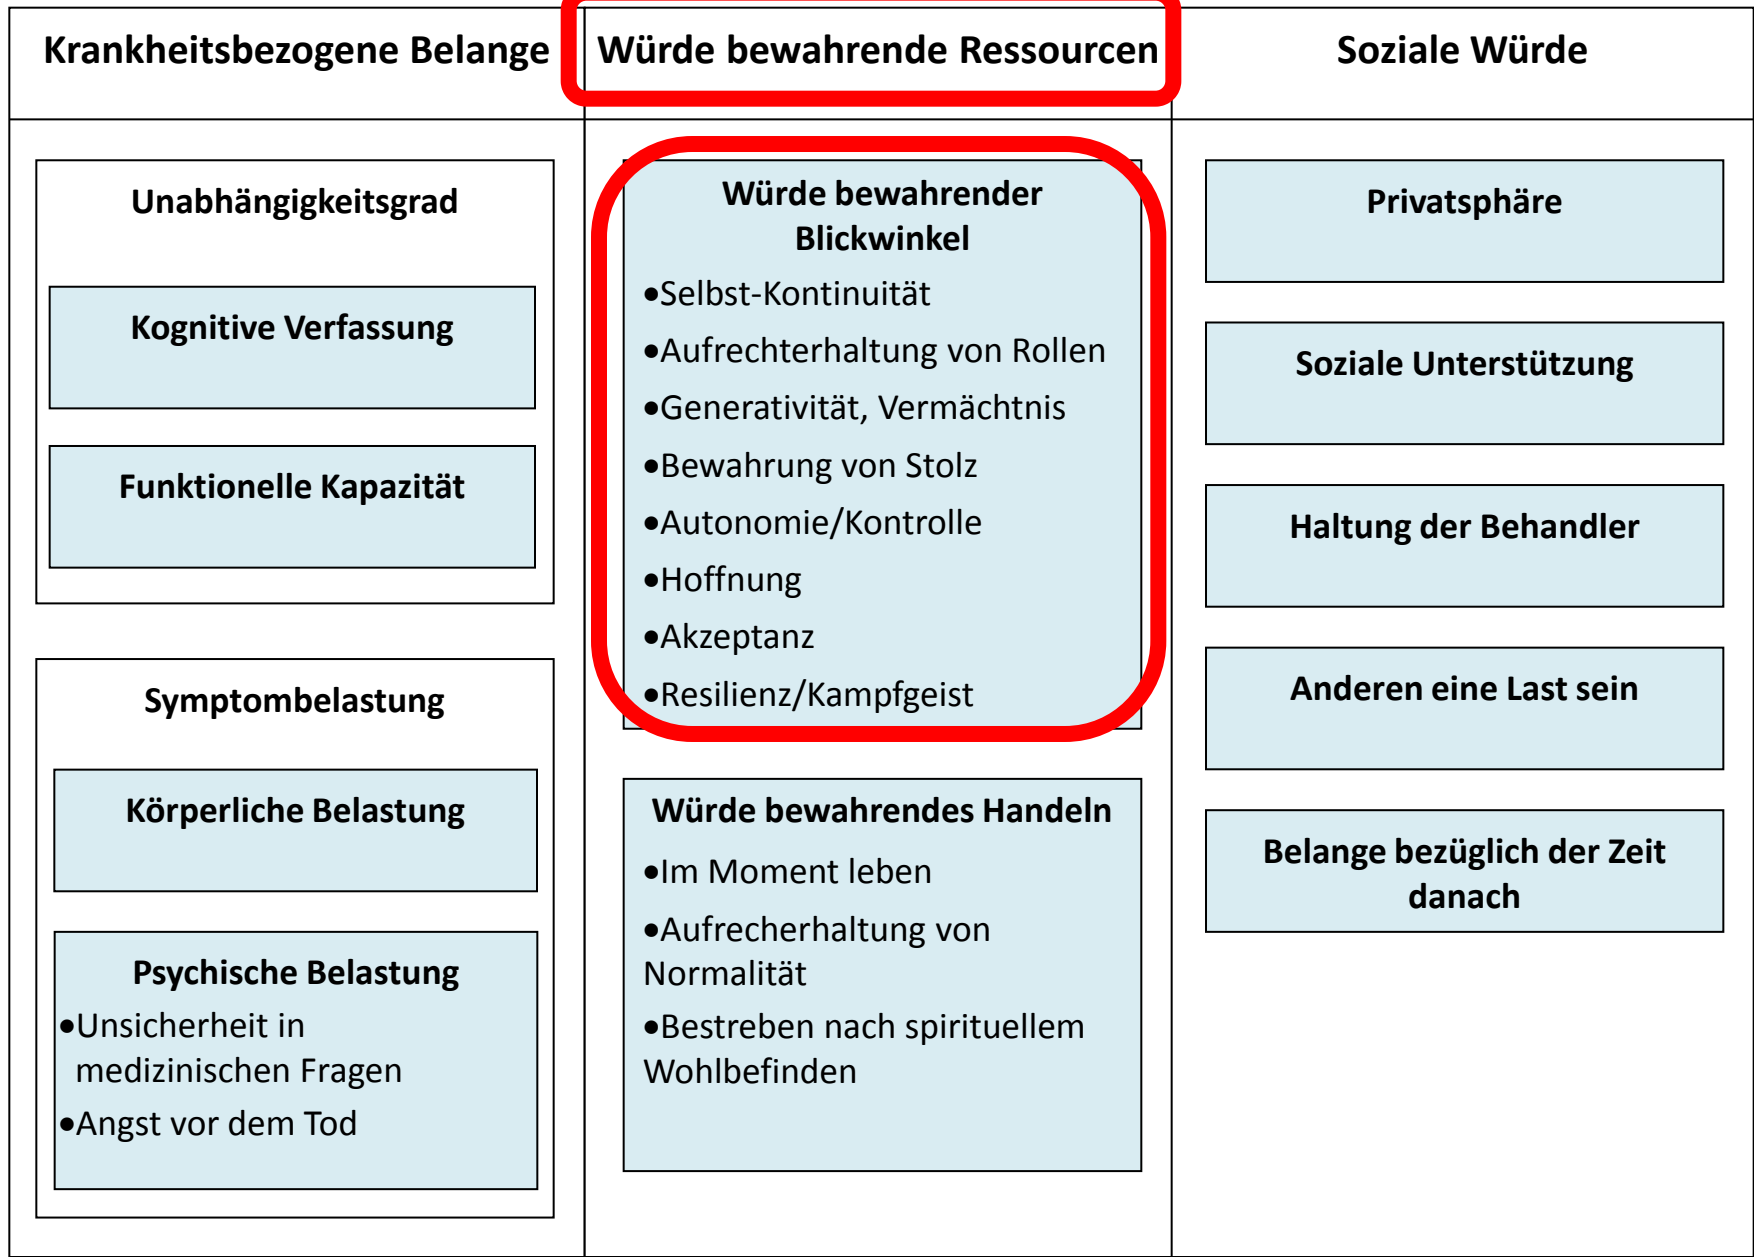 Krankheitsbezogene Belange
Würde bewahrende Ressourcen
Soziale Würde
Unabhängigkeitsgrad
Kognitive Verfassung
Funktionelle Kapazität
Symptombelastung
Körperliche Belastung
Psychische Belastung
•Unsicherheit in
medizinischen Fragen
•Angst vor dem Tod
Würde bewahrender
Blickwinkel
•Selbst-Kontinuität
•Aufrechterhaltung von Rollen
•Generativität, Vermächtnis
•Bewahrung von Stolz
•Autonomie/Kontrolle
•Hoffnung
•Akzeptanz
•Resilienz/Kampfgeist
Würde bewahrendes Handeln
•Im Moment leben
•Aufrecherhaltung von
Normalität
•Bestreben nach spirituellem
Wohlbefinden
Privatsphäre
Soziale Unterstützung
Haltung der Behandler
Anderen eine Last sein
Belange bezüglich der Zeit
danach